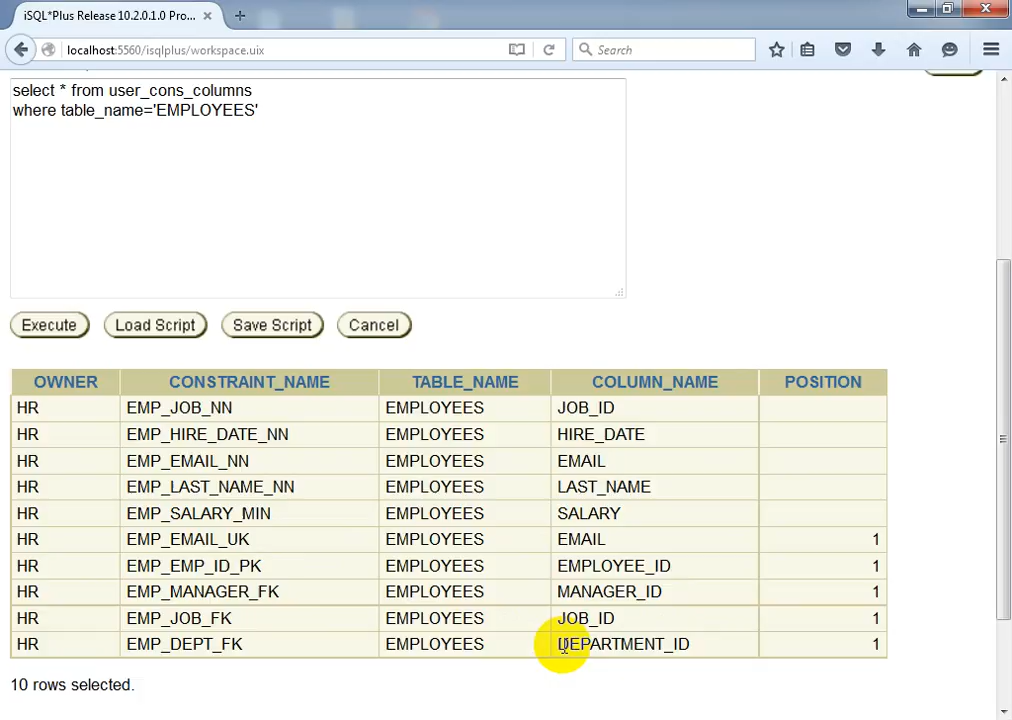 iSQL*Plus Release 10.2.0.1.0 Pro...
localhost:5560/isqlplus/workspace.uix
Search
select * from user_cons_columns
where table_name='EMPLOYEES'
Execute Load Script Save Script Cancel
OWNER CONSTRAINT_NAME TABLE_NAME COLUMN_NAME POSITION
HR EMP_JOB_NN EMPLOYEES JOB_ID
HR EMP_HIRE_DATE_NN EMPLOYEES HIRE_DATE
HR EMP_EMAIL_NN EMPLOYEES EMAIL
HR EMP_LAST_NAME_NN EMPLOYEES LAST_NAME
HR EMP_SALARY_MIN EMPLOYEES SALARY
HR EMP_EMAIL_UK EMPLOYEES EMAIL 1
HR EMP_EMP_ID_PK EMPLOYEES EMPLOYEE_ID 1
HR EMP_MANAGER_FK EMPLOYEES MANAGER_ID 1
HR EMP_JOB_FK EMPLOYEES JOB_ID 1
HR EMP_DEPT_FK EMPLOYEES DEPARTMENT_ID 1
10 rows selected.